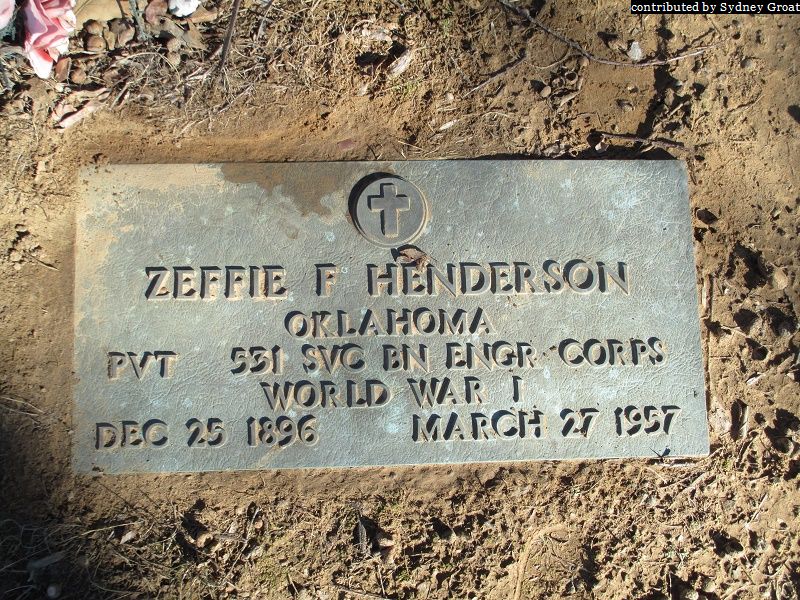 contributed by Sydney Groat
ZEFFIE F HENDERSON
OKLAHOMA
PVT 531 SVC BN ENGR CORPS
WORLD WAR I
DEC 25 1896 MARCH 27 1957